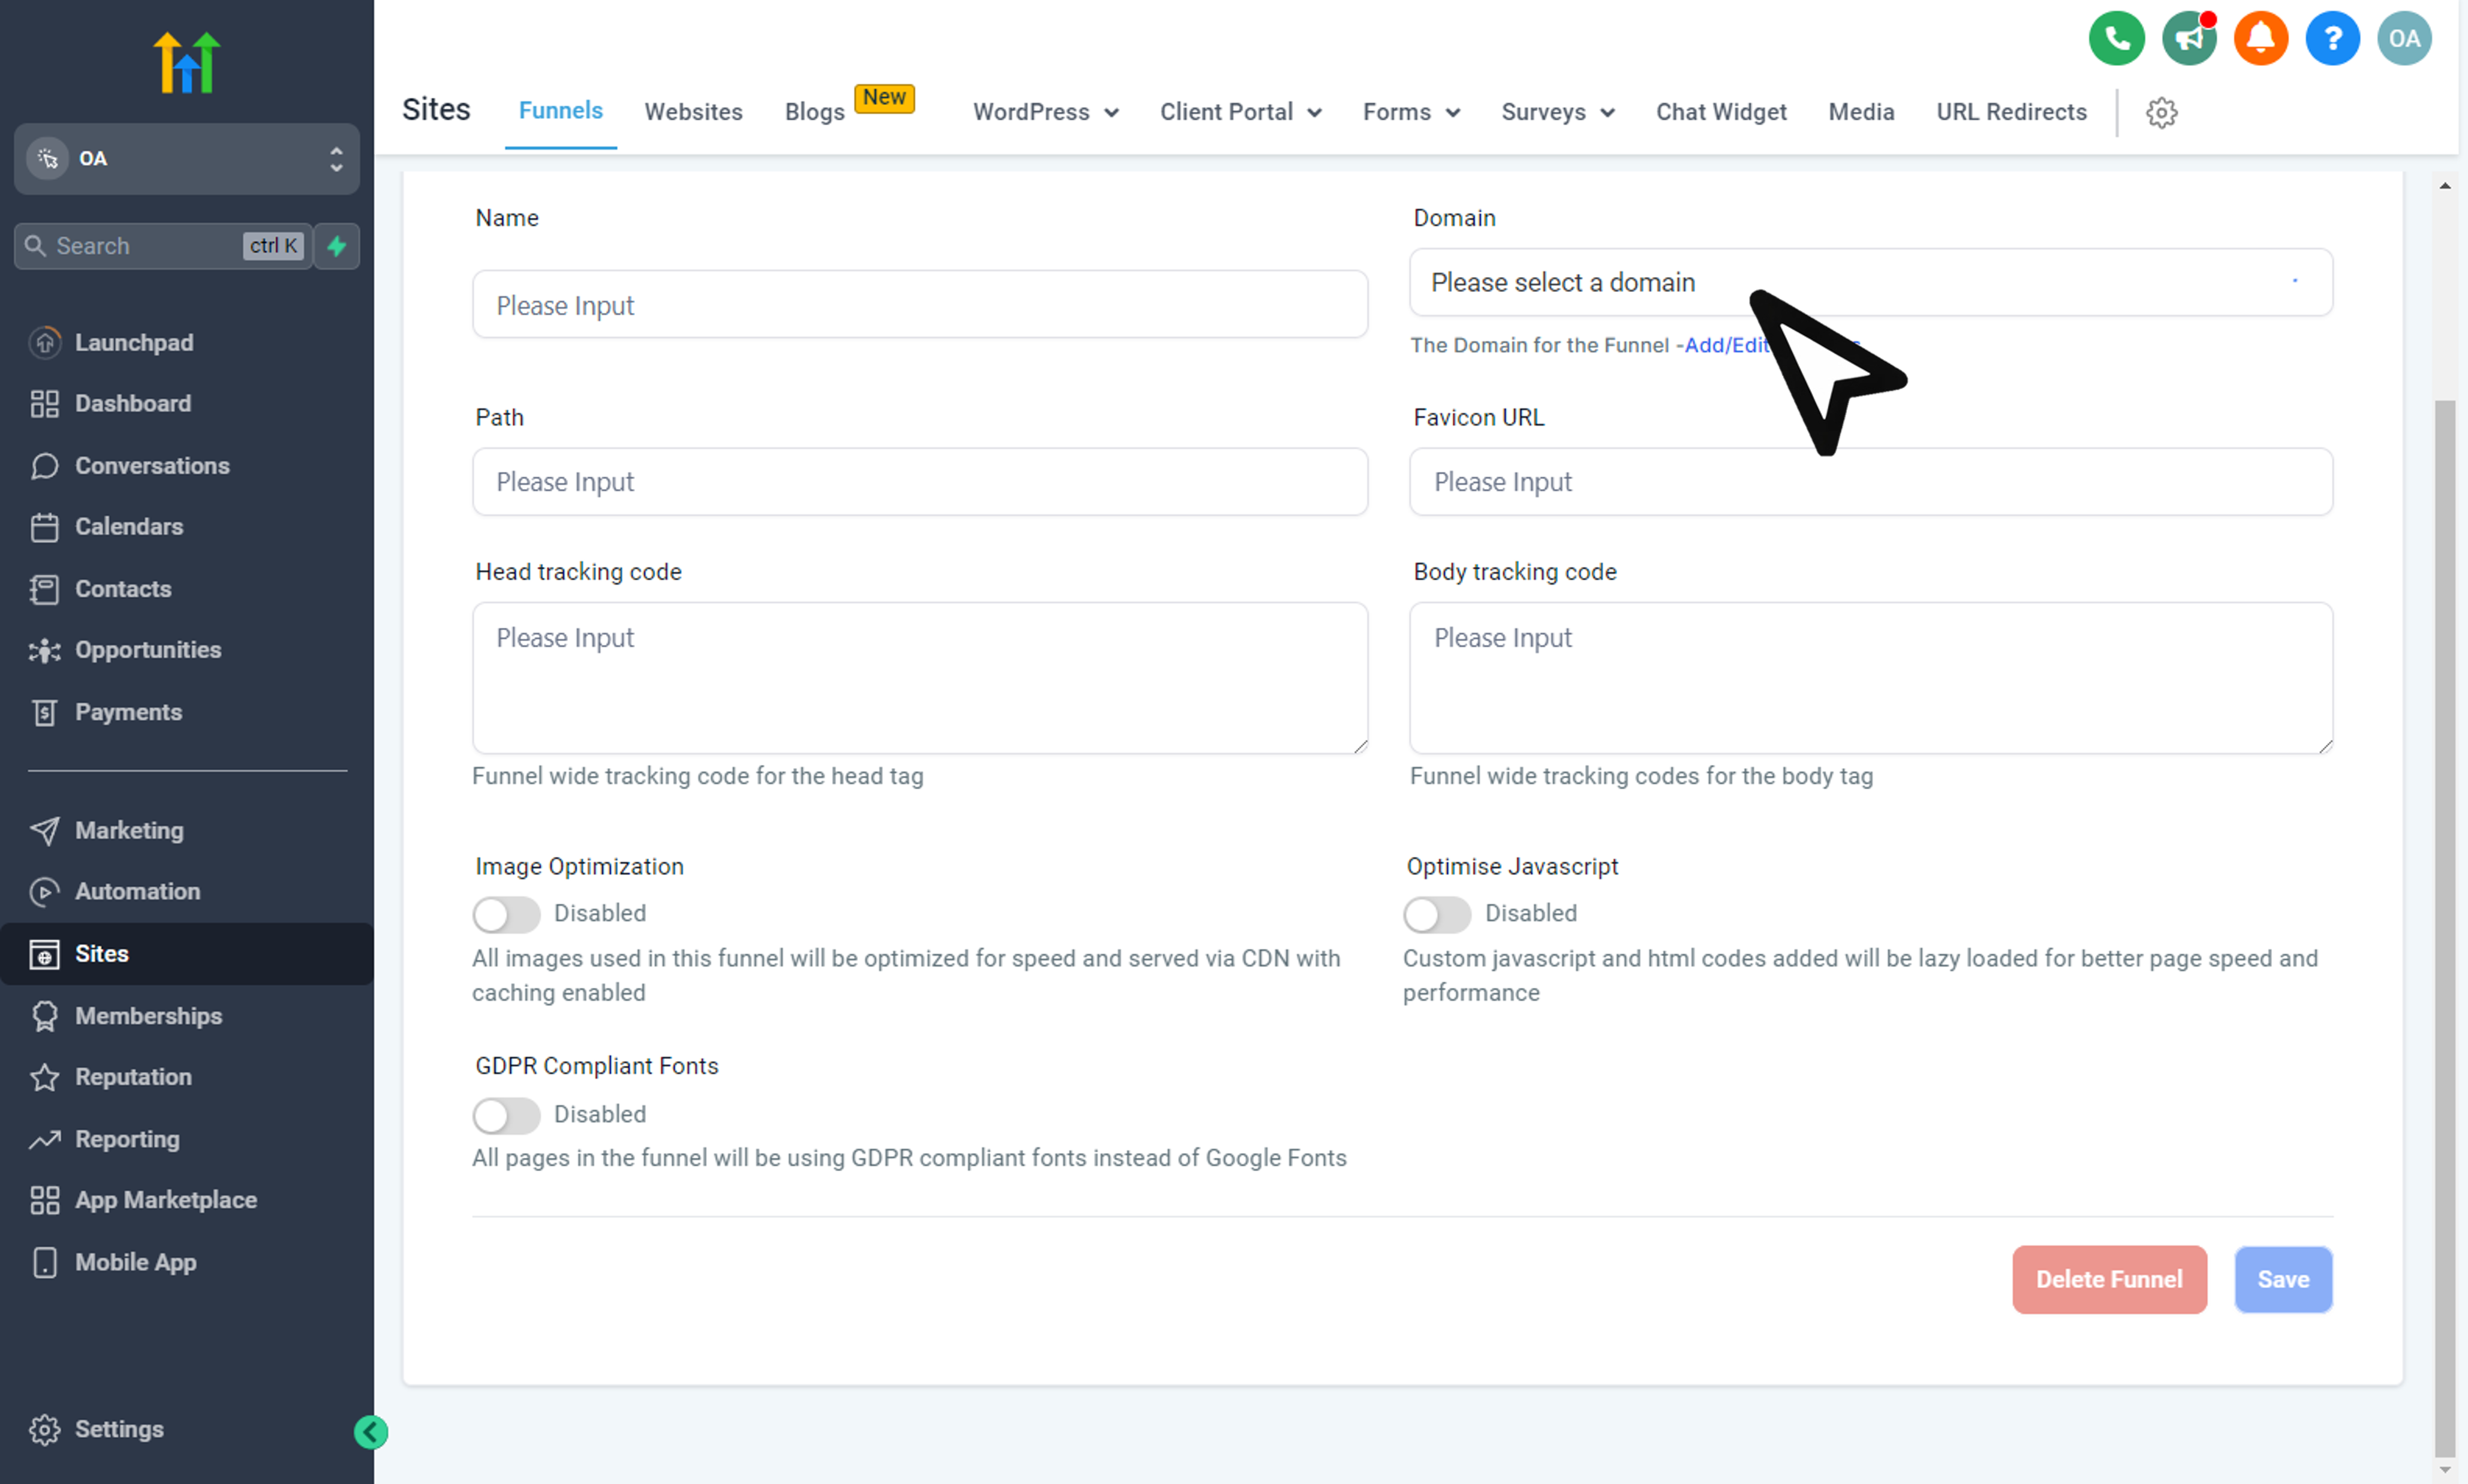 OA
Search
ctrl K
Launchpad
Dashboard
Conversations
Calendars
Contacts
Opportunities
Payments
Marketing
Automation
Sites
Memberships
Reputation
Reporting
App Marketplace
Mobile App
Settings
OA
Sites Funnels Websites Blogs New WordPress Client Portal Forms Surveys Chat Widget Media URL Redirects
Name Domain
Please Input Please select a domain
The Domain for the Funnel -Add/Edit
Path Favicon URL
Please Input Please Input
Head tracking code Body tracking code
Please Input Please Input
Funnel wide tracking code for the head tag Funnel wide tracking codes for the body tag
Image Optimization Optimise Javascript
Disabled Disabled
All images used in this funnel will be optimized for speed and served via CDN with Custom javascript and html codes added will be lazy loaded for better page speed and
caching enabled performance
GDPR Compliant Fonts
Disabled
All pages in the funnel will be using GDPR compliant fonts instead of Google Fonts
Delete Funnel Save